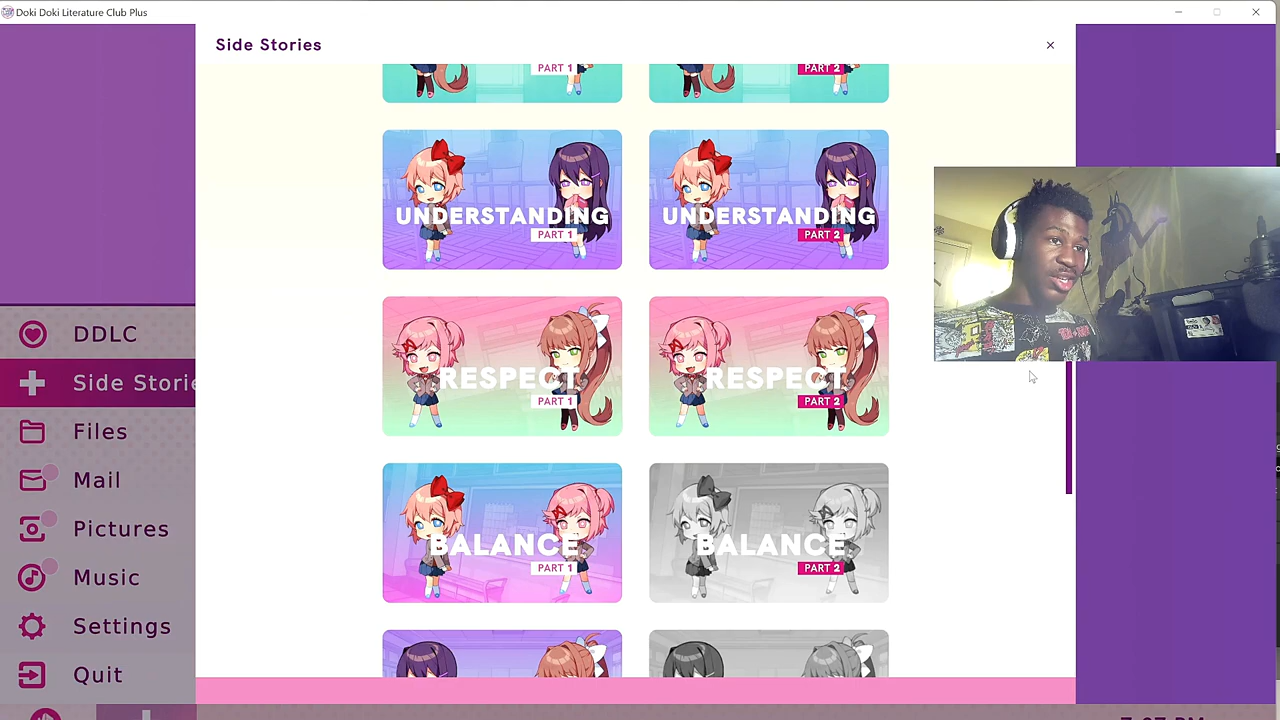 Doki Doki Literature Club Plus
Side Stories
PART 1
PART 2
UNDERSTANDING
PART 1
UNDERSTANDING
PART 2
RESPECT
PART 1
RESPECT
PART 2
BALANCE
PART 1
BALANCE
PART 2
DDLC
Side Storie
Files
Mail
Pictures
Music
Settings
Quit